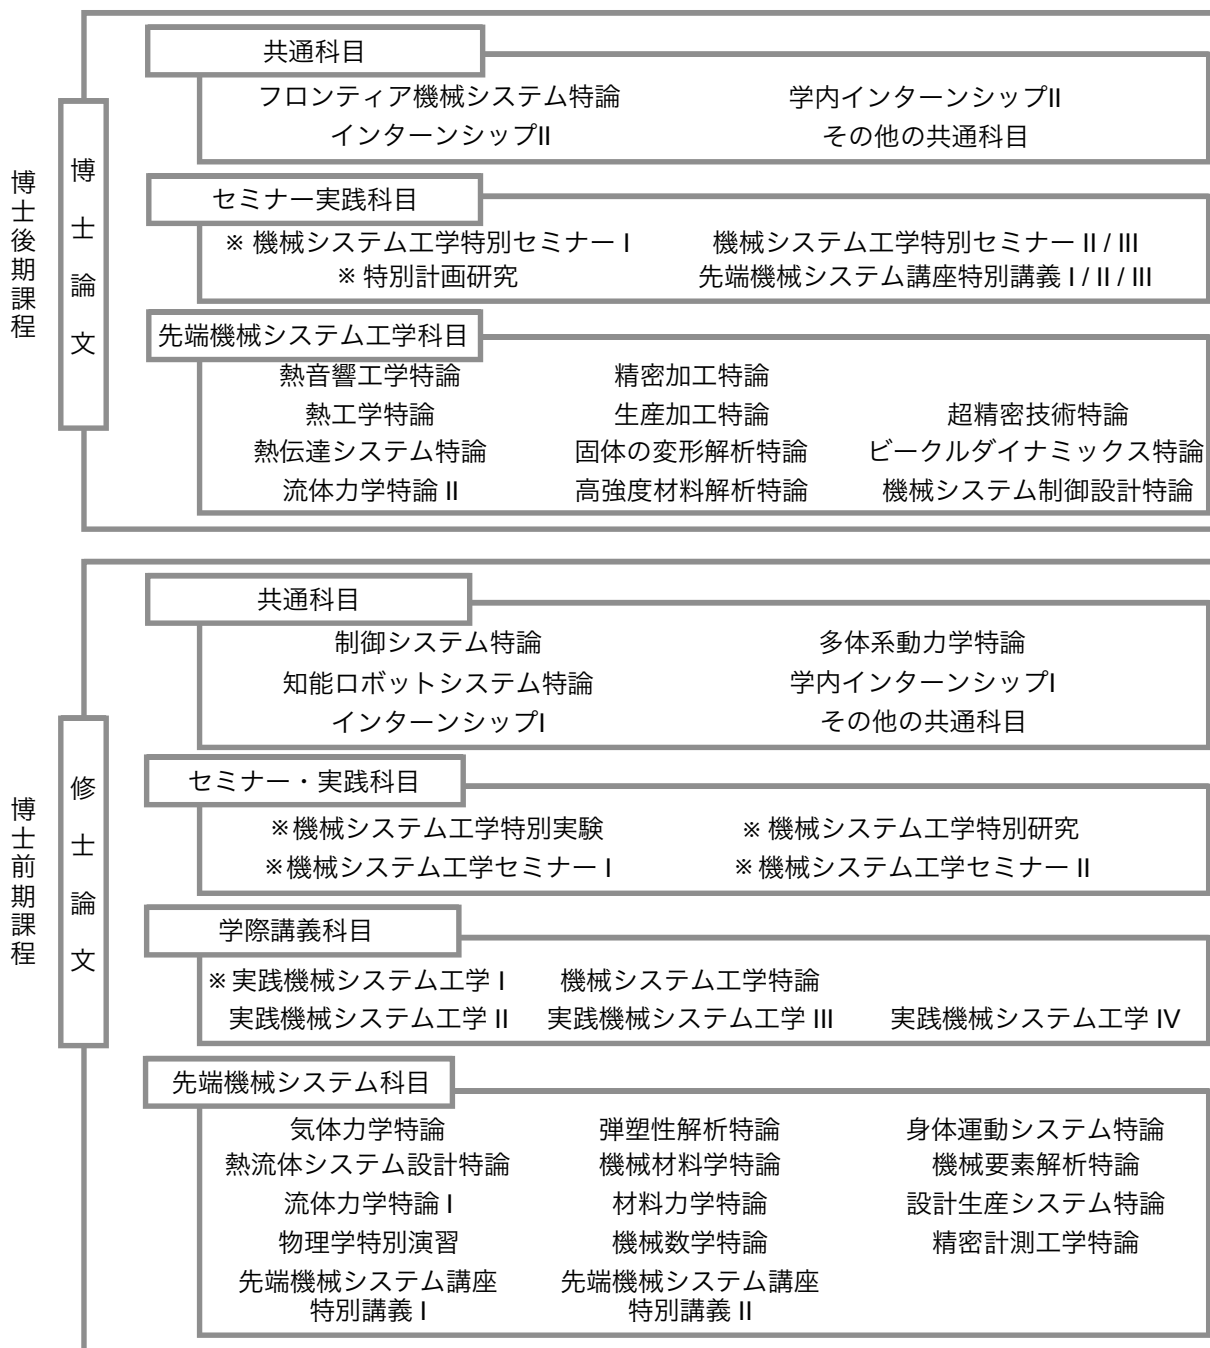 博士後期課程
博士論文
共通科目
フロンティア機械システム特論 学内インターンシップII
インターンシップII その他の共通科目
セミナー実践科目
※ 機械システム工学特別セミナー I 機械システム工学特別セミナー II / III
※ 特別計画研究 先端機械システム講座特別講義 I / II / III
先端機械システム工学科目
熱音響工学特論 精密加工特論
熱工学特論 生産加工特論 超精密技術特論
熱伝達システム特論 固体の変形解析特論 ビークルダイナミックス特論
流体力学特論 II 高強度材料解析特論 機械システム制御設計特論
博士前期課程
修士論文
共通科目
制御システム特論 多体系動力学特論
知能ロボットシステム特論 学内インターンシップI
インターンシップI その他の共通科目
セミナー・実践科目
※機械システム工学特別実験 ※ 機械システム工学特別研究
※機械システム工学セミナー I ※ 機械システム工学セミナー II
学際講義科目
※ 実践機械システム工学 I 機械システム工学特論
実践機械システム工学 II 実践機械システム工学 III 実践機械システム工学 IV
先端機械システム科目
気体力学特論 弾塑性解析特論 身体運動システム特論
熱流体システム設計特論 機械材料学特論 機械要素解析特論
流体力学特論 I 材料力学特論 設計生産システム特論
物理学特別演習 機械数学特論 精密計測工学特論
先端機械システム講座 先端機械システム講座
特別講義 I 特別講義 II